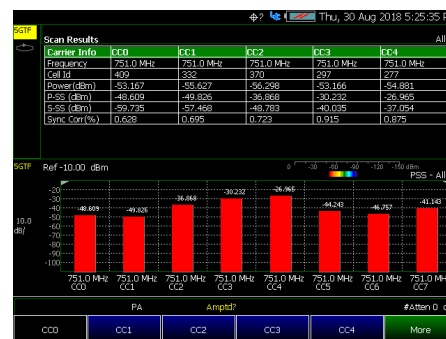 Thu, 30 Aug 2018 5:25:35 P
5GTF
Scan Results All
Carrier Info CC0 CC1 CC2 CC3 CC4
Frequency 751.0 MHz 751.0 MHz 751.0 MHz 751.0 MHz 751.0 MHz
Cell Id 409 332 370 297 277
Power(dBm) -53.167 -55.627 -56.298 -53.166 -54.881
P-SS (dBm) -48.609 -49.826 -36.868 -30.232 -26.965
S-SS (dBm) -59.735 -57.468 -48.783 -40.035 -37.054
Sync Corr(%) 0.628 0.695 0.723 0.915 0.875
5GTF Ref -10.00 dBm 0 -30 -60 -90 -120 -150 dBm
PSS - All
-20
-30
-40
-50
-60
-70
-80
-90
-100
10.0
dB/
-48.609 -49.826 -36.868 -30.232 -26.965 -44.243 -46.757 -41.143
751.0 MHz 751.0 MHz 751.0 MHz 751.0 MHz 751.0 MHz 751.0 MHz 751.0 MHz 751.0 MHz
CC0 CC1 CC2 CC3 CC4 CC5 CC6 CC7
PA Amptd? #Atten 0
CC0 CC1 CC2 CC3 CC4 More